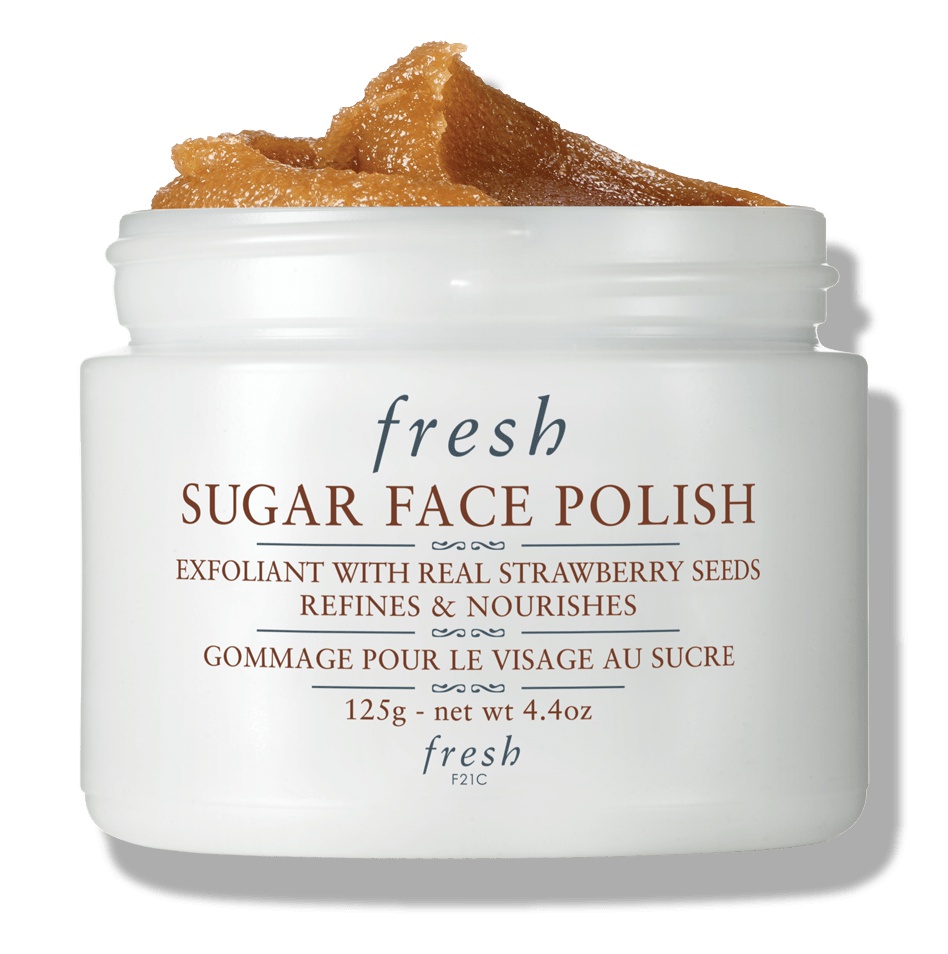 fresh
SUGAR FACE POLISH
EXFOLIANT WITH REAL STRAWBERRY SEEDS
REFINES & NOURISHES
GOMMAGE POUR LE VISAGE AU SUCRE
125g - net wt 4.4oz
fresh
F21C